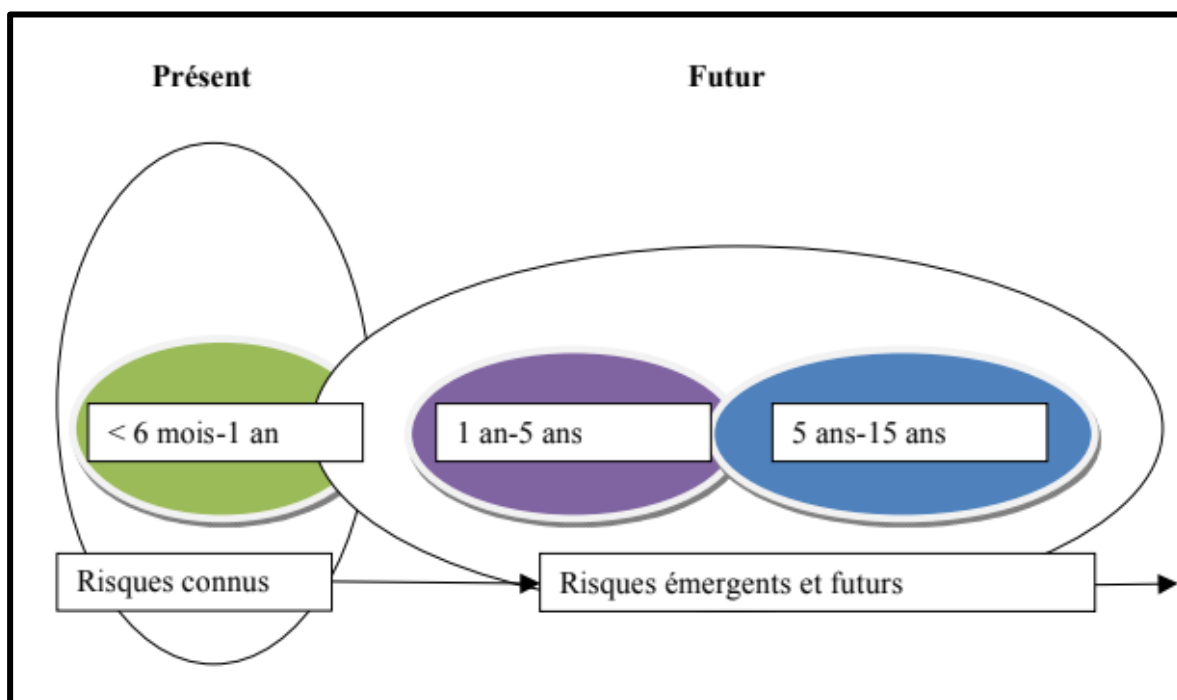 Présent
Futur
< 6 mois-1 an
1 an-5 ans
5 ans-15 ans
Risques connus
Risques émergents et futurs